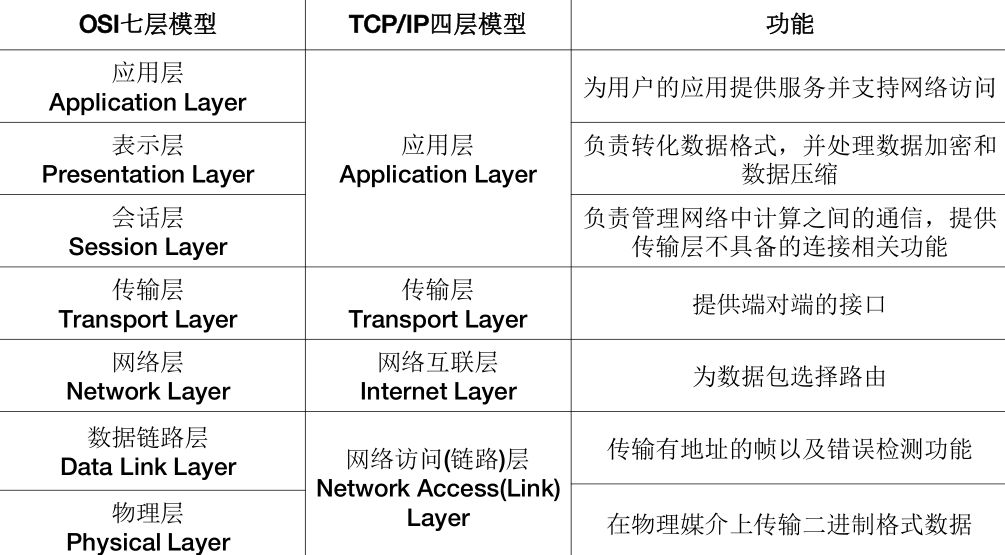 OSI七层模型
TCP/IP四层模型
功能
应用层
Application Layer
应用层
Application Layer
为用户的应用提供服务并支持网络访问
表示层
Presentation Layer
负责转化数据格式，并处理数据加密和
数据压缩
会话层
Session Layer
负责管理网络中计算之间的通信，提供
传输层不具备的连接相关功能
传输层
Transport Layer
传输层
Transport Layer
提供端对端的接口
网络层
Network Layer
网络互联层
Internet Layer
为数据包选择路由
数据链路层
Data Link Layer
网络访问(链路)层
Network Access(Link)
Layer
传输有地址的帧以及错误检测功能
物理层
Physical Layer
在物理媒介上传输二进制格式数据